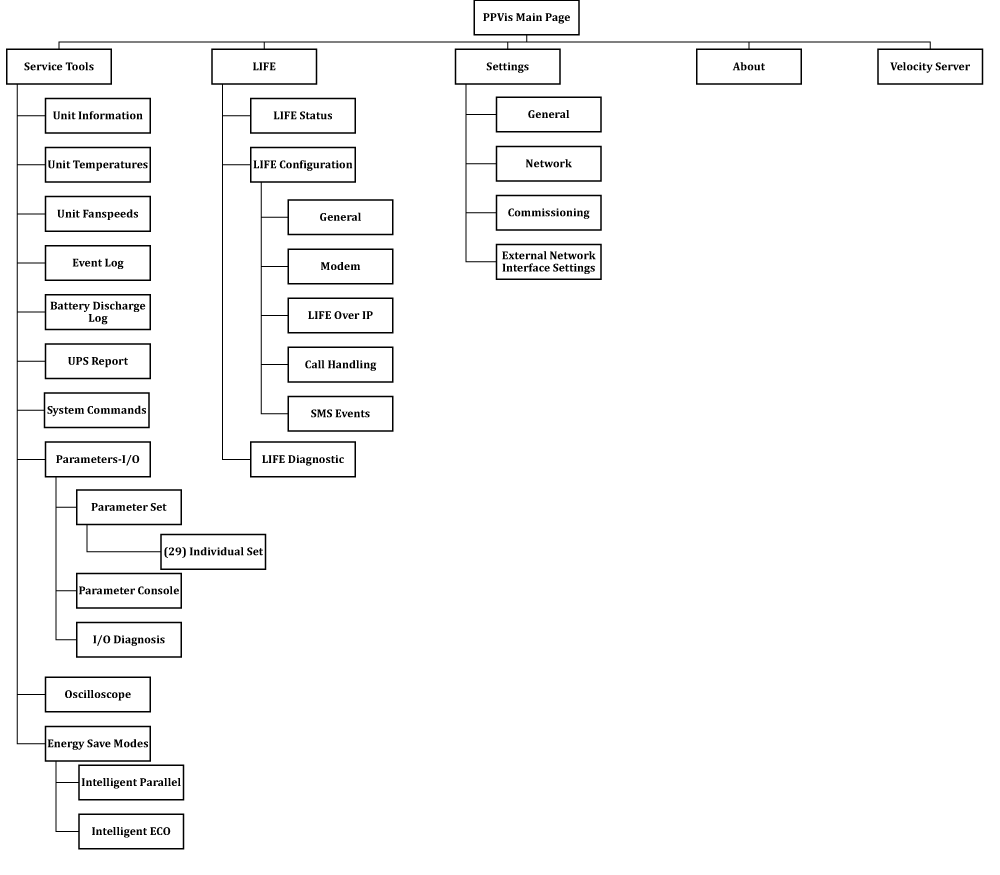 PPVis Main Page
Service Tools
LIFE
Settings
About
Velocity Server
Unit Information
Unit Temperatures
Unit Fanspeeds
Event Log
Battery Discharge
Log
UPS Report
System Commands
Parameters-I/O
Parameter Set
(29) Individual Set
Parameter Console
I/O Diagnosis
Oscilloscope
Energy Save Modes
Intelligent Parallel
Intelligent ECO
LIFE Status
LIFE Configuration
General
Modem
LIFE Over IP
Call Handling
SMS Events
LIFE Diagnostic
General
Network
Commissioning
External Network
Interface Settings